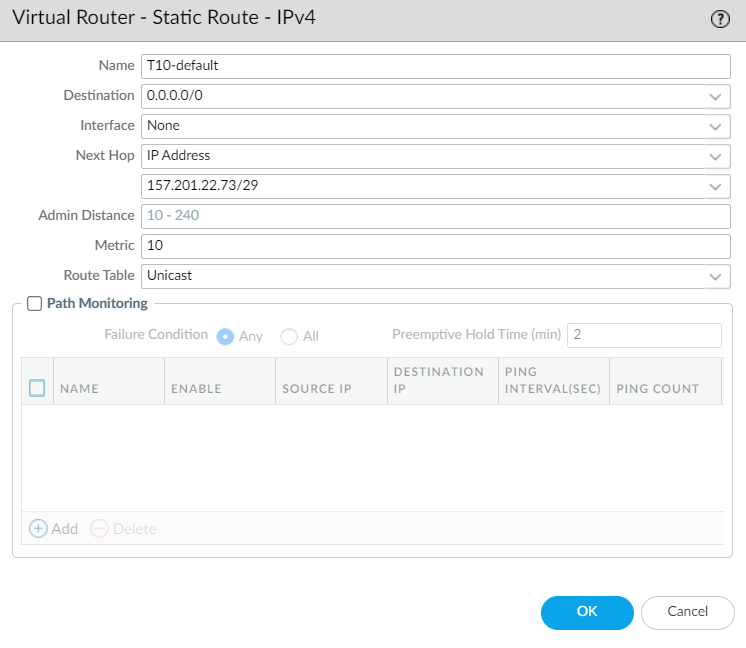 Virtual Router - Static Route - IPv4 ?
Name T10-default
Destination 0.0.0.0/0
Interface None
Next Hop IP Address
157.201.22.73/29
Admin Distance 10 - 240
Metric 10
Route Table Unicast
Path Monitoring
Failure Condition Any All Preemptive Hold Time (min) 2
NAME ENABLE SOURCE IP DESTINATION IP PING INTERVAL(SEC) PING COUNT
Add Delete
OK Cancel